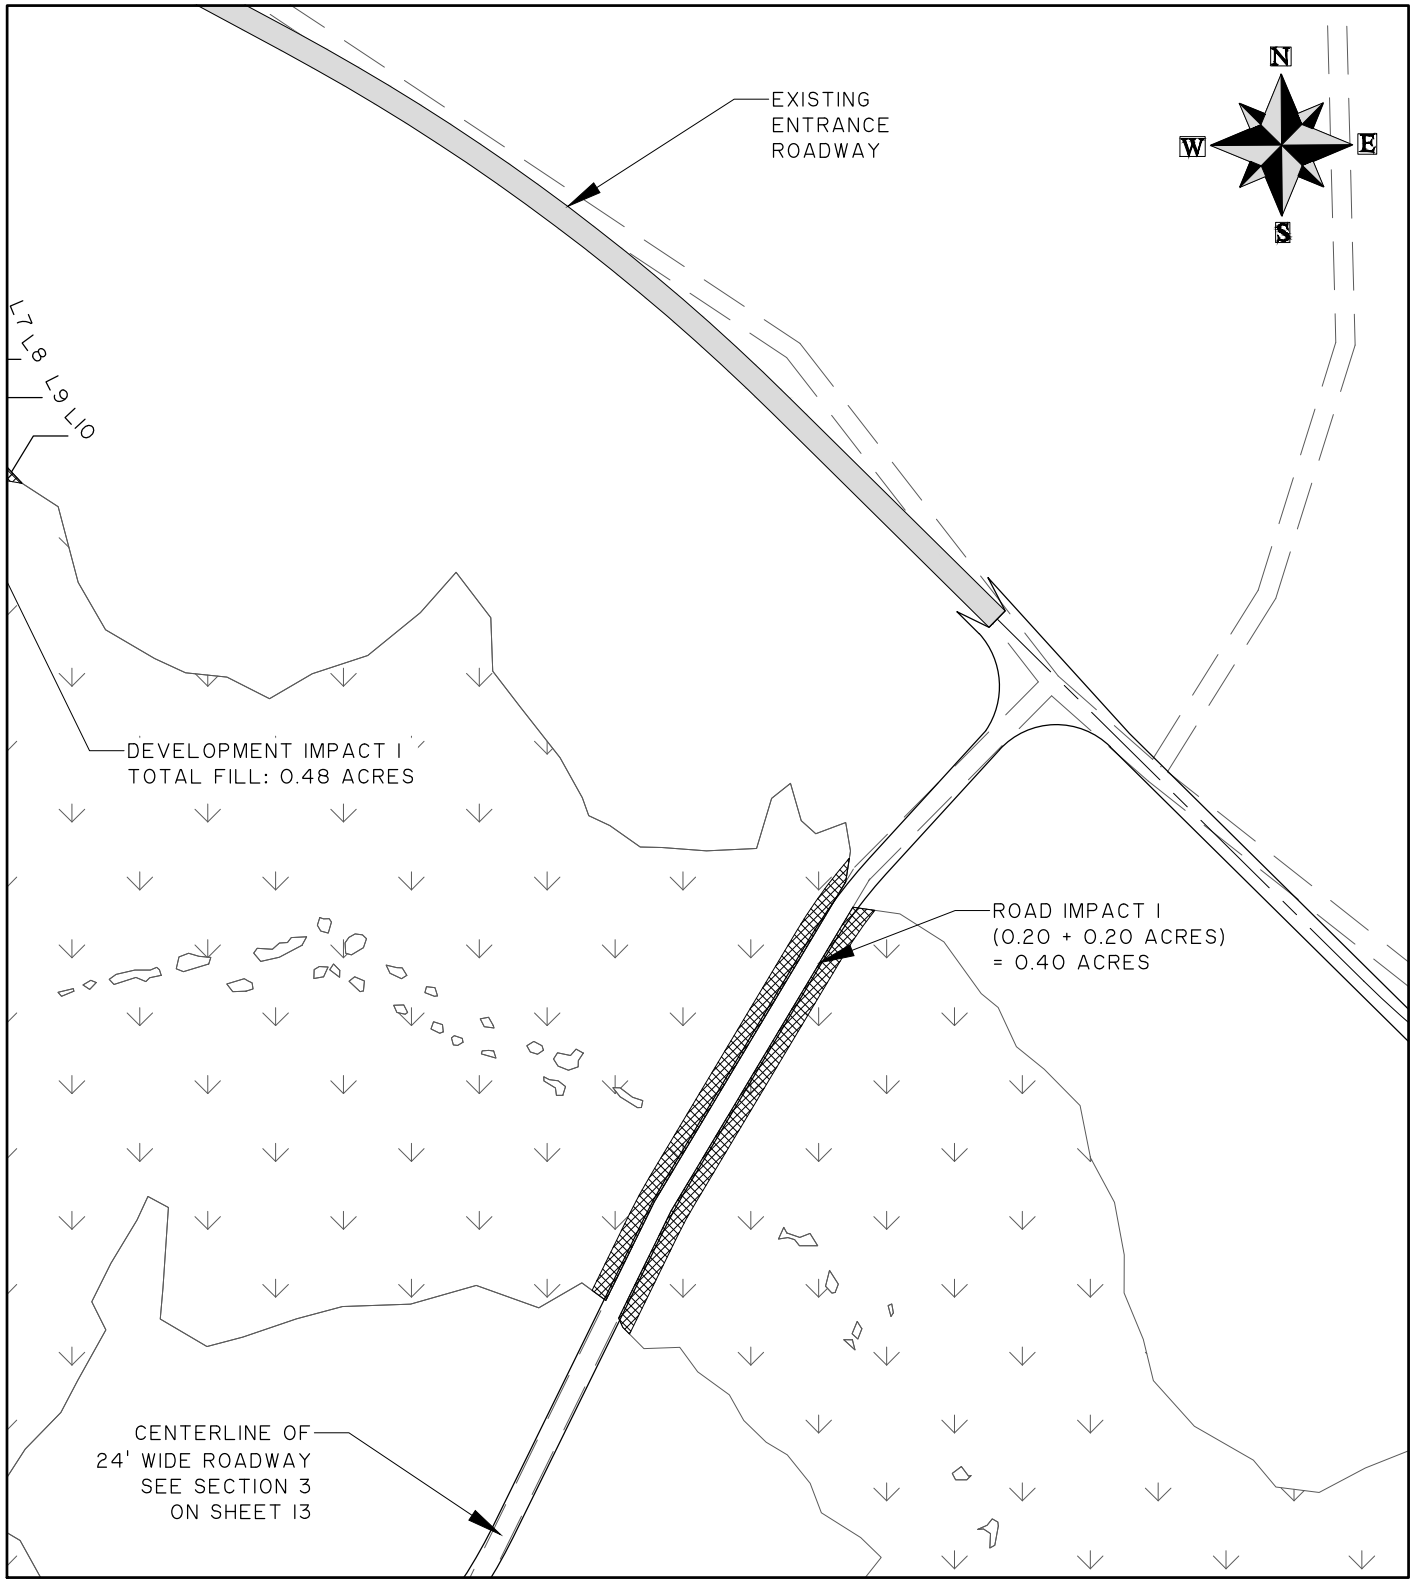 N
EXISTING
ENTRANCE
ROADWAY
W
E
S
L7
L8
L9
L10
DEVELOPMENT IMPACT 1
TOTAL FILL: 0.48 ACRES
ROAD IMPACT 1
(0.20 + 0.20 ACRES)
= 0.40 ACRES
CENTERLINE OF
24' WIDE ROADWAY
SEE SECTION 3
ON SHEET 13